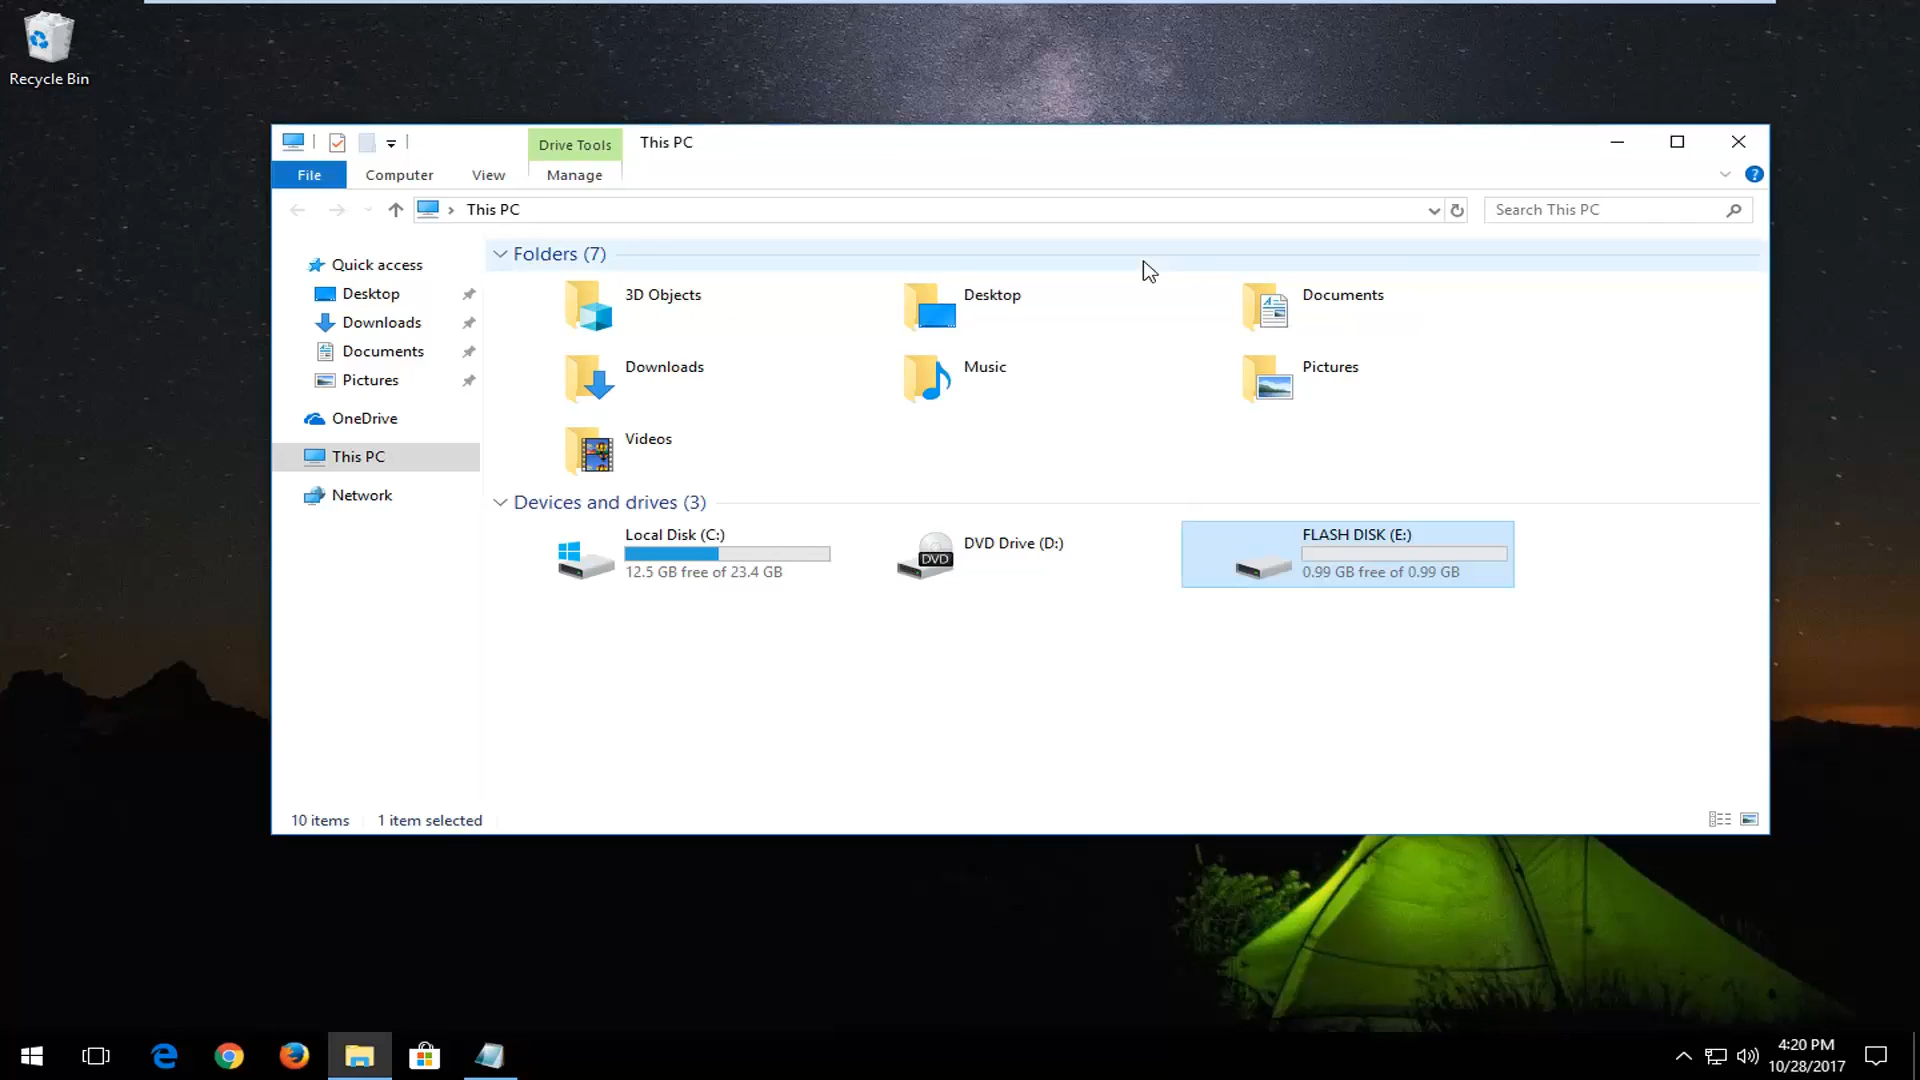 Recycle Bin
Drive Tools
This PC
File
Computer
View
Manage
?
This PC
Search This PC
Quick access
Desktop
Downloads
Documents
Pictures
OneDrive
This PC
Network
Folders (7)
3D Objects
Desktop
Documents
Downloads
Music
Pictures
Videos
Devices and drives (3)
Local Disk (C:)
12.5 GB free of 23.4 GB
DVD
DVD Drive (D:)
FLASH DISK (E:)
0.99 GB free of 0.99 GB
10 items
1 item selected
4:20 PM
10/28/2017